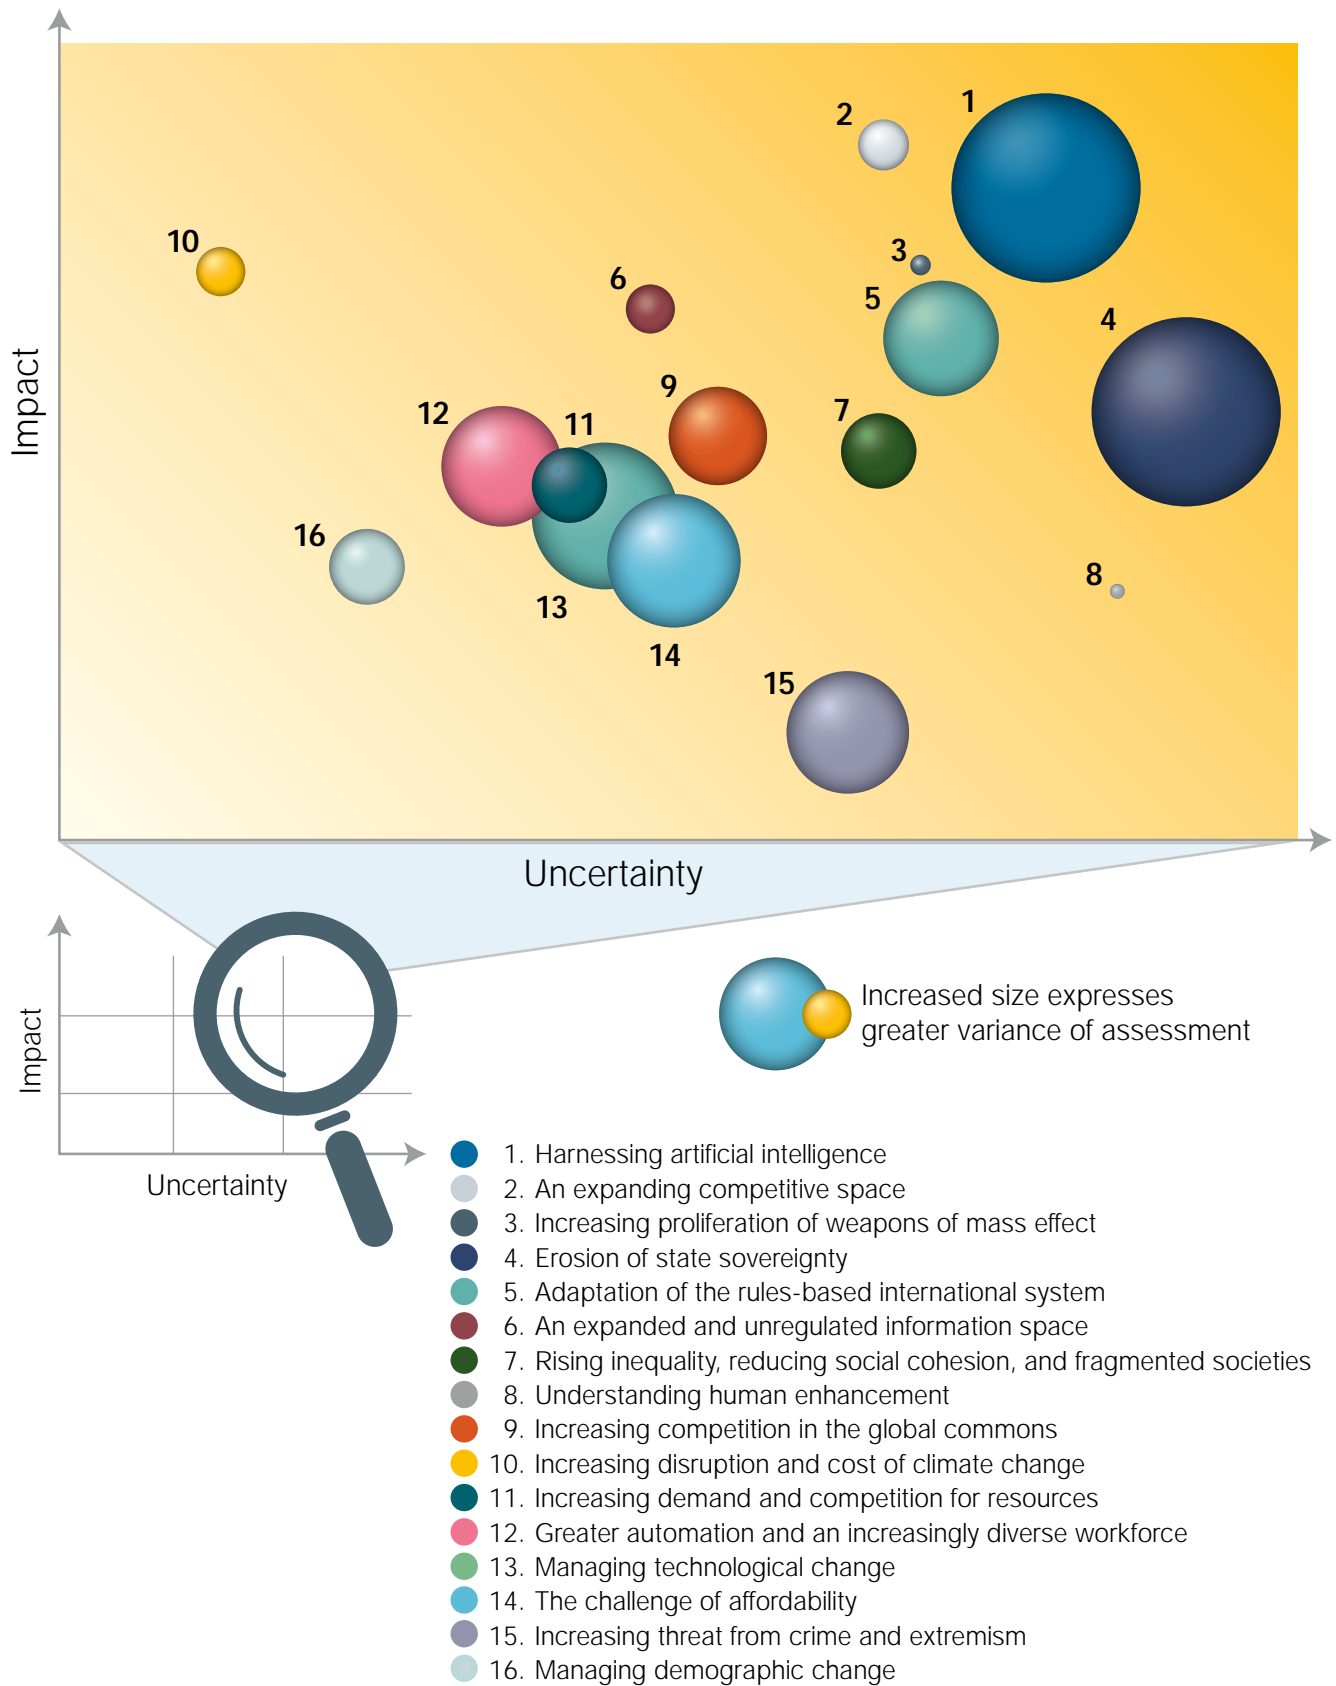 1
2
10
3
6
5
4
9
7
12
11
Impact
16
8
13
14
15
Uncertainty
Impact
Uncertainty
Increased size expresses
greater variance of assessment
1. Harnessing artificial intelligence
2. An expanding competitive space
3. Increasing proliferation of weapons of mass effect
4. Erosion of state sovereignty
5. Adaptation of the rules-based international system
6. An expanded and unregulated information space
7. Rising inequality, reducing social cohesion, and fragmented societies
8. Understanding human enhancement
9. Increasing competition in the global commons
10. Increasing disruption and cost of climate change
11. Increasing demand and competition for resources
12. Greater automation and an increasingly diverse workforce
13. Managing technological change
14. The challenge of affordability
15. Increasing threat from crime and extremism
16. Managing demographic change